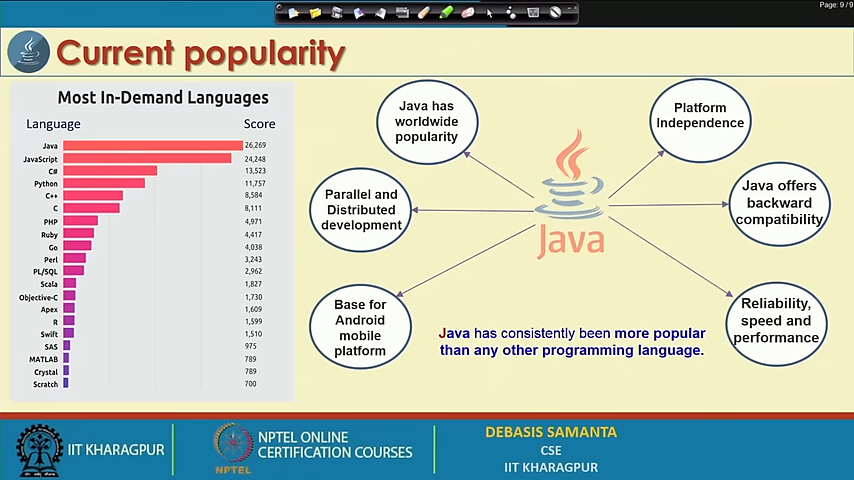 Page: 9 / 9
Current popularity
Most In-Demand Languages
Language Score
Java 26,269
JavaScript 24,248
C# 13,523
Python 11,757
C++ 8,584
C 8,111
PHP 4,971
Ruby 4,417
Go 4,038
Perl 3,243
PL/SQL 2,962
Scala 1,827
Objective-C 1,730
Apex 1,609
R 1,599
Swift 1,510
SAS 975
MATLAB 789
Crystal 789
Scratch 700
Java has
worldwide
popularity
Parallel and
Distributed
development
Base for
Android
mobile
platform
Java
Platform
Independence
Java offers
backward
compatibility
Reliability,
speed and
performance
Java has consistently been more popular
than any other programming language.
IIT KHARAGPUR
NPTEL
NPTEL ONLINE
CERTIFICATION COURSES
DEBASIS SAMANTA
CSE
IIT KHARAGPUR